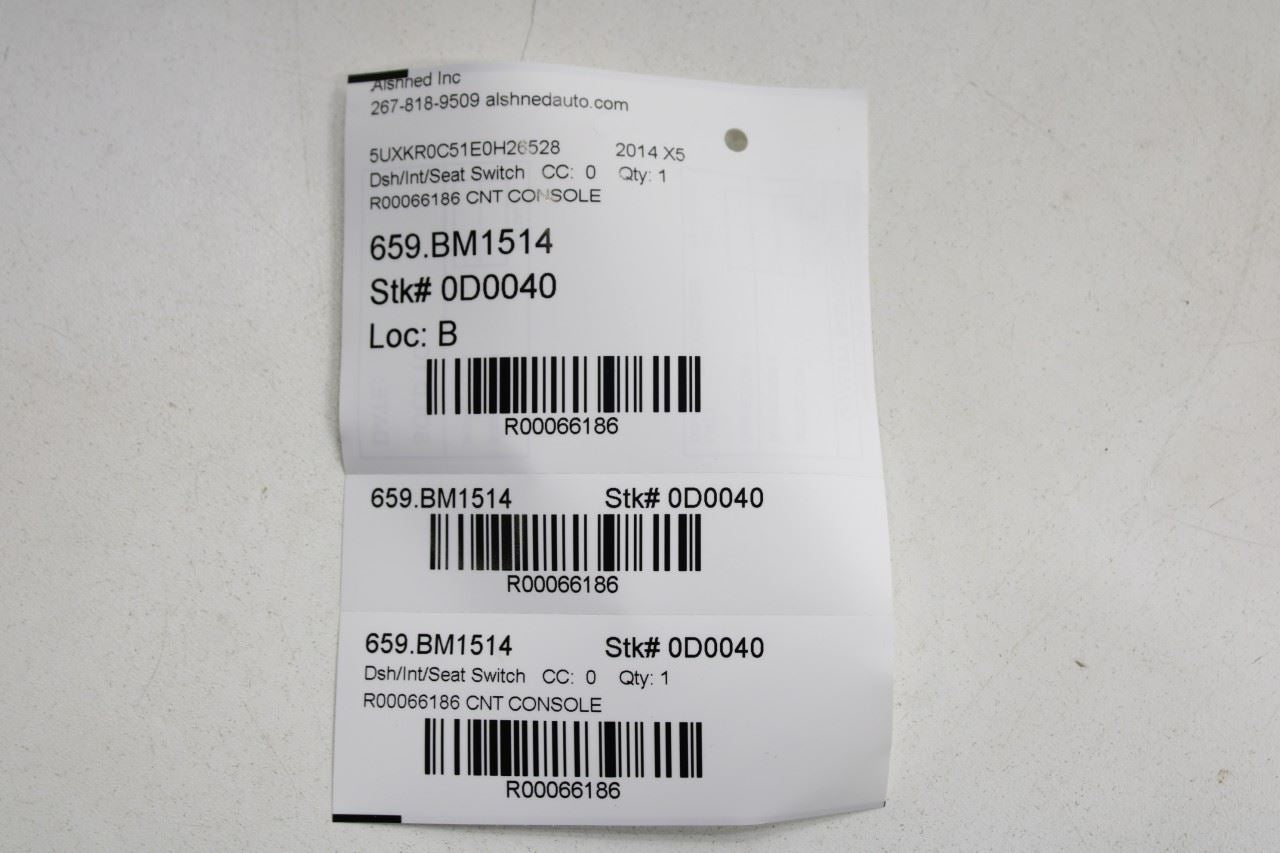 Alshned Inc
267-818-9509 alshnedauto.com
5UXKR0C51E0H26528 2014 X5
Dsh/Int/Seat Switch CC: 0 Qty: 1
R00066186 CNT CONSOLE
659.BM1514
Stk# 0D0040
Loc: B
R00066186
659.BM1514 Stk# 0D0040
R00066186
659.BM1514 Stk# 0D0040
Dsh/Int/Seat Switch CC: 0 Qty: 1
R00066186 CNT CONSOLE
R00066186